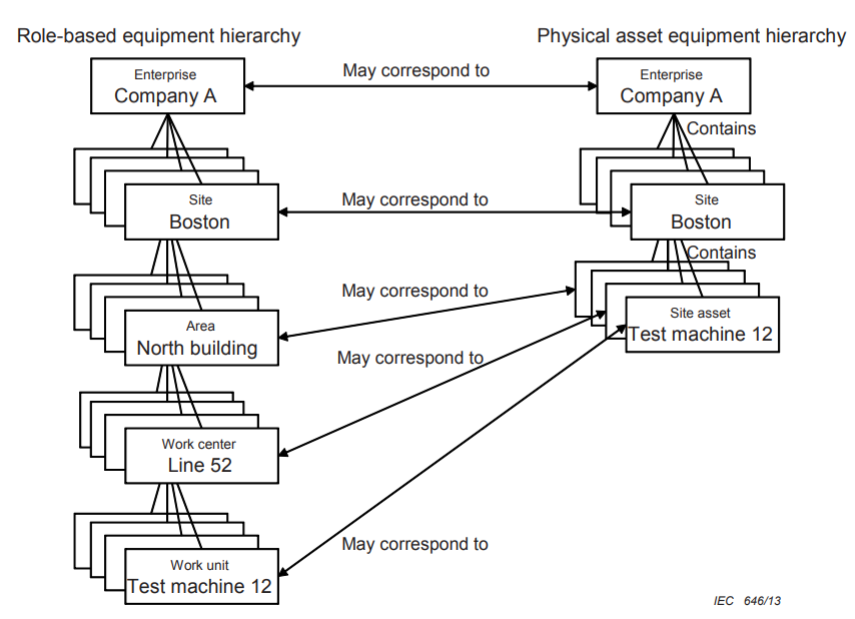 Role-based equipment hierarchy
Physical asset equipment hierarchy
Enterprise
Company A
May correspond to
Enterprise
Company A
Contains
Site
Boston
May correspond to
Site
Boston
Contains
Area
North building
May correspond to
Site asset
Test machine 12
May correspond to
Work center
Line 52
May correspond to
Work unit
Test machine 12
IEC 646/13